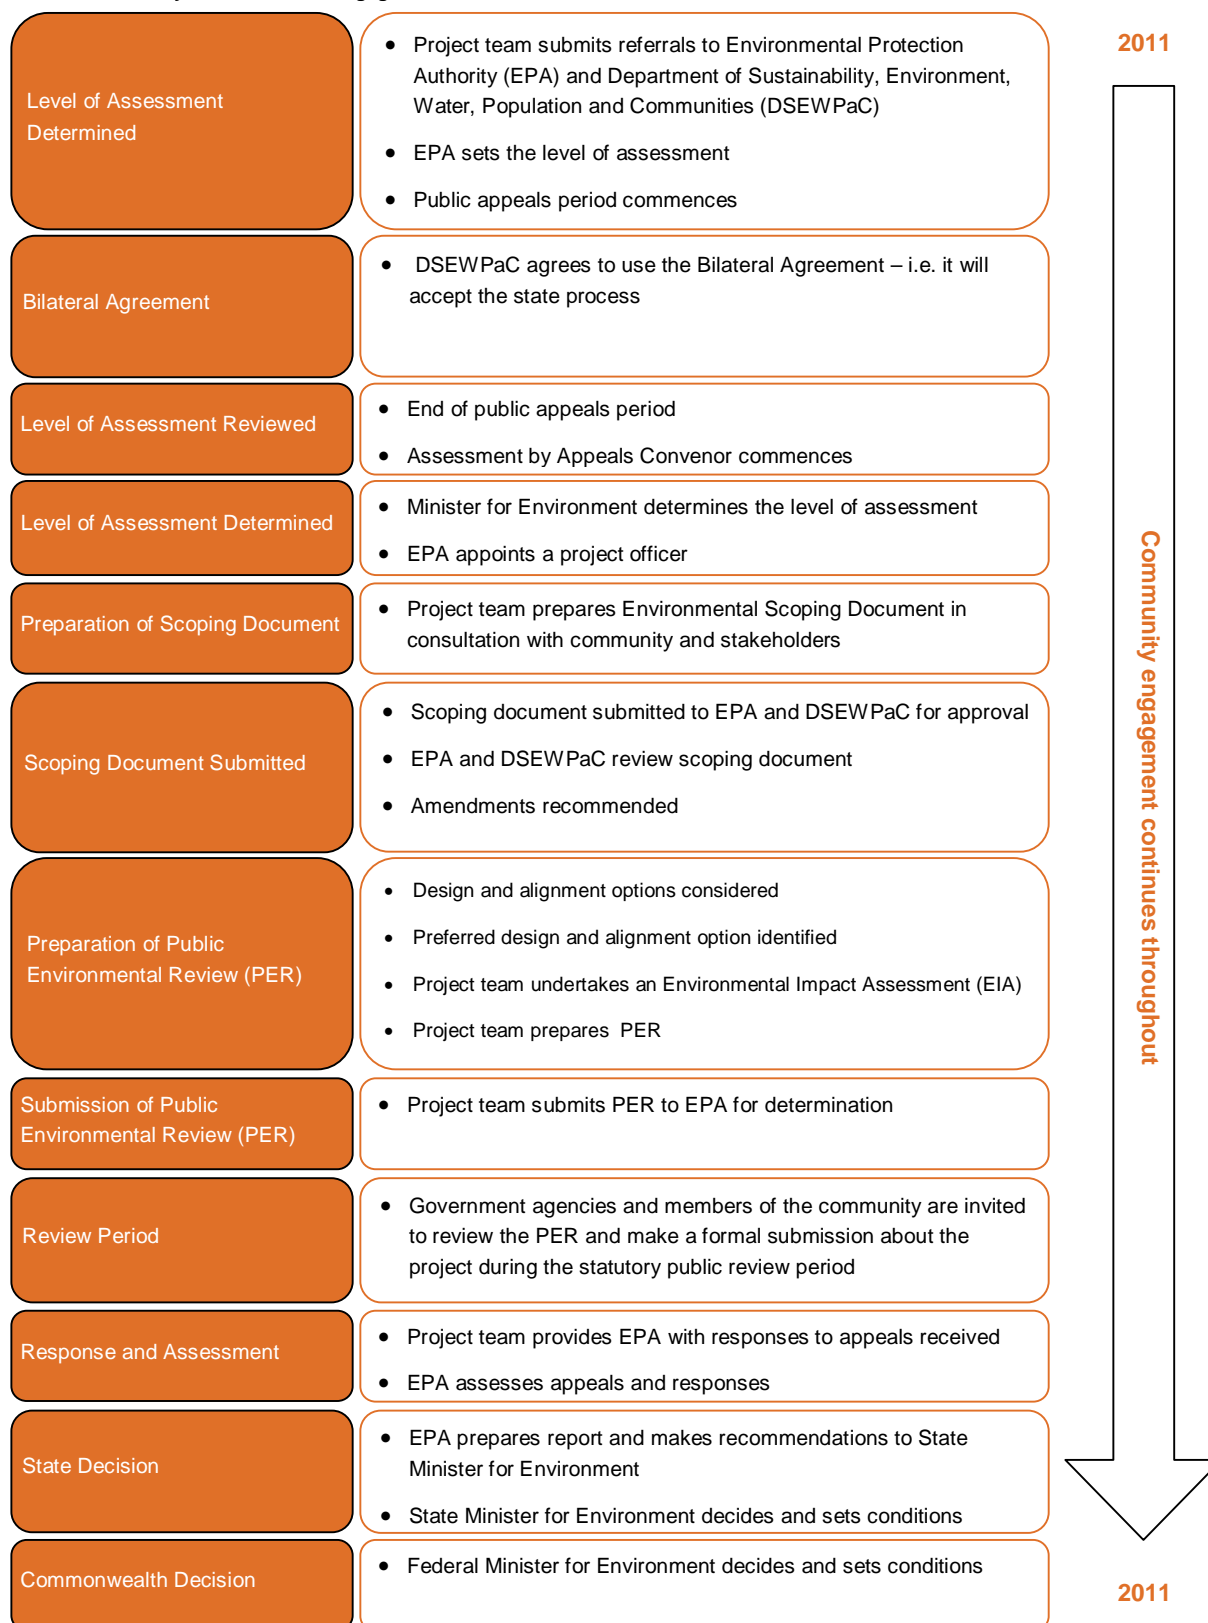 Level of Assessment
Determined
• Project team submits referrals to Environmental Protection
Authority (EPA) and Department of Sustainability, Environment,
Water, Population and Communities (DSEWPaC)
• EPA sets the level of assessment
• Public appeals period commences
2011
Bilateral Agreement
• DSEWPaC agrees to use the Bilateral Agreement – i.e. it will
accept the state process
Level of Assessment Reviewed
• End of public appeals period
• Assessment by Appeals Convenor commences
Level of Assessment Determined
• Minister for Environment determines the level of assessment
• EPA appoints a project officer
Preparation of Scoping Document
• Project team prepares Environmental Scoping Document in
consultation with community and stakeholders
Scoping Document Submitted
• Scoping document submitted to EPA and DSEWPaC for approval
• EPA and DSEWPaC review scoping document
• Amendments recommended
Preparation of Public
Environmental Review (PER)
• Design and alignment options considered
• Preferred design and alignment option identified
• Project team undertakes an Environmental Impact Assessment (EIA)
• Project team prepares PER
Submission of Public
Environmental Review (PER)
• Project team submits PER to EPA for determination
Review Period
• Government agencies and members of the community are invited
to review the PER and make a formal submission about the
project during the statutory public review period
Response and Assessment
• Project team provides EPA with responses to appeals received
• EPA assesses appeals and responses
State Decision
• EPA prepares report and makes recommendations to State
Minister for Environment
• State Minister for Environment decides and sets conditions
Commonwealth Decision
• Federal Minister for Environment decides and sets conditions
Community engagement continues throughout
2011